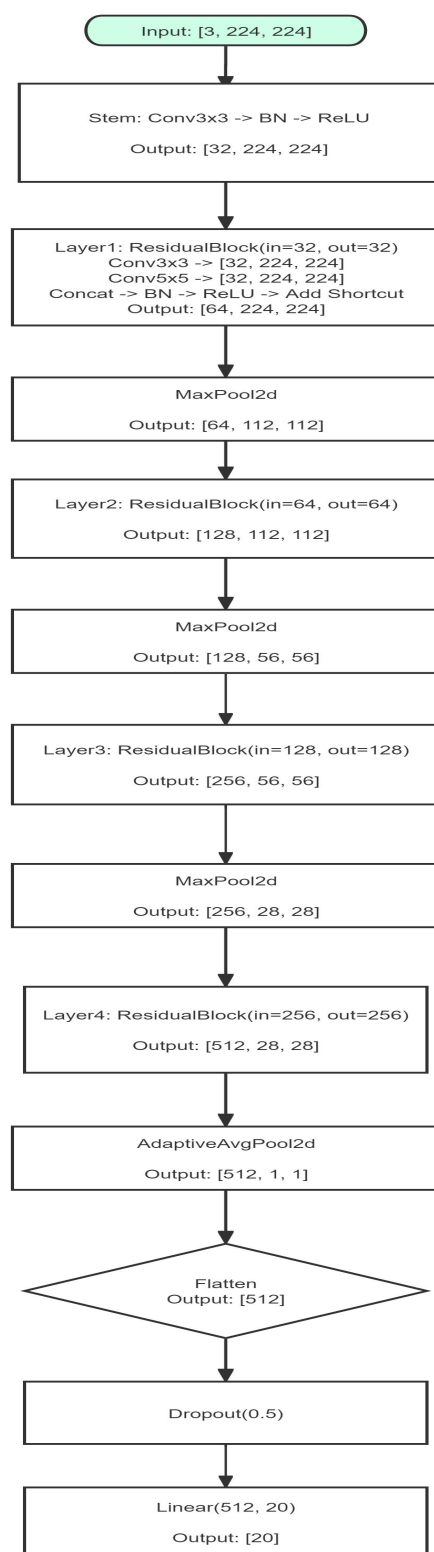 Input: [3, 224, 224]
Stem: Conv3x3 -> BN -> ReLU
Output: [32, 224, 224]
Layer1: ResidualBlock(in=32, out=32)
Conv3x3 -> [32, 224, 224]
Conv5x5 -> [32, 224, 224]
Concat -> BN -> ReLU -> Add Shortcut
Output: [64, 224, 224]
MaxPool2d
Output: [64, 112, 112]
Layer2: ResidualBlock(in=64, out=64)
Output: [128, 112, 112]
MaxPool2d
Output: [128, 56, 56]
Layer3: ResidualBlock(in=128, out=128)
Output: [256, 56, 56]
MaxPool2d
Output: [256, 28, 28]
Layer4: ResidualBlock(in=256, out=256)
Output: [512, 28, 28]
AdaptiveAvgPool2d
Output: [512, 1, 1]
Flatten
Output: [512]
Dropout(0.5)
Linear(512, 20)
Output: [20]